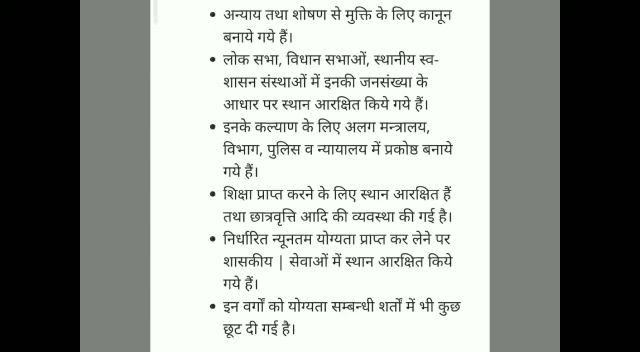 • अन्याय तथा शोषण से मुक्ति के लिए कानून
बनाये गये हैं।
• लोक सभा, विधान सभाओं, स्थानीय स्व-
शासन संस्थाओं में इनकी जनसंख्या के
आधार पर स्थान आरक्षित किये गये हैं।
• इनके कल्याण के लिए अलग मन्त्रालय,
विभाग, पुलिस व न्यायालय में प्रकोष्ठ बनाये
गये हैं।
• शिक्षा प्राप्त करने के लिए स्थान आरक्षित हैं
तथा छात्रवृत्ति आदि की व्यवस्था की गई है।
• निर्धारित न्यूनतम योग्यता प्राप्त कर लेने पर
शासकीय | सेवाओं में स्थान आरक्षित किये
गये हैं।
• इन वर्गों को योग्यता सम्बन्धी शर्तों में भी कुछ
छूट दी गई है।